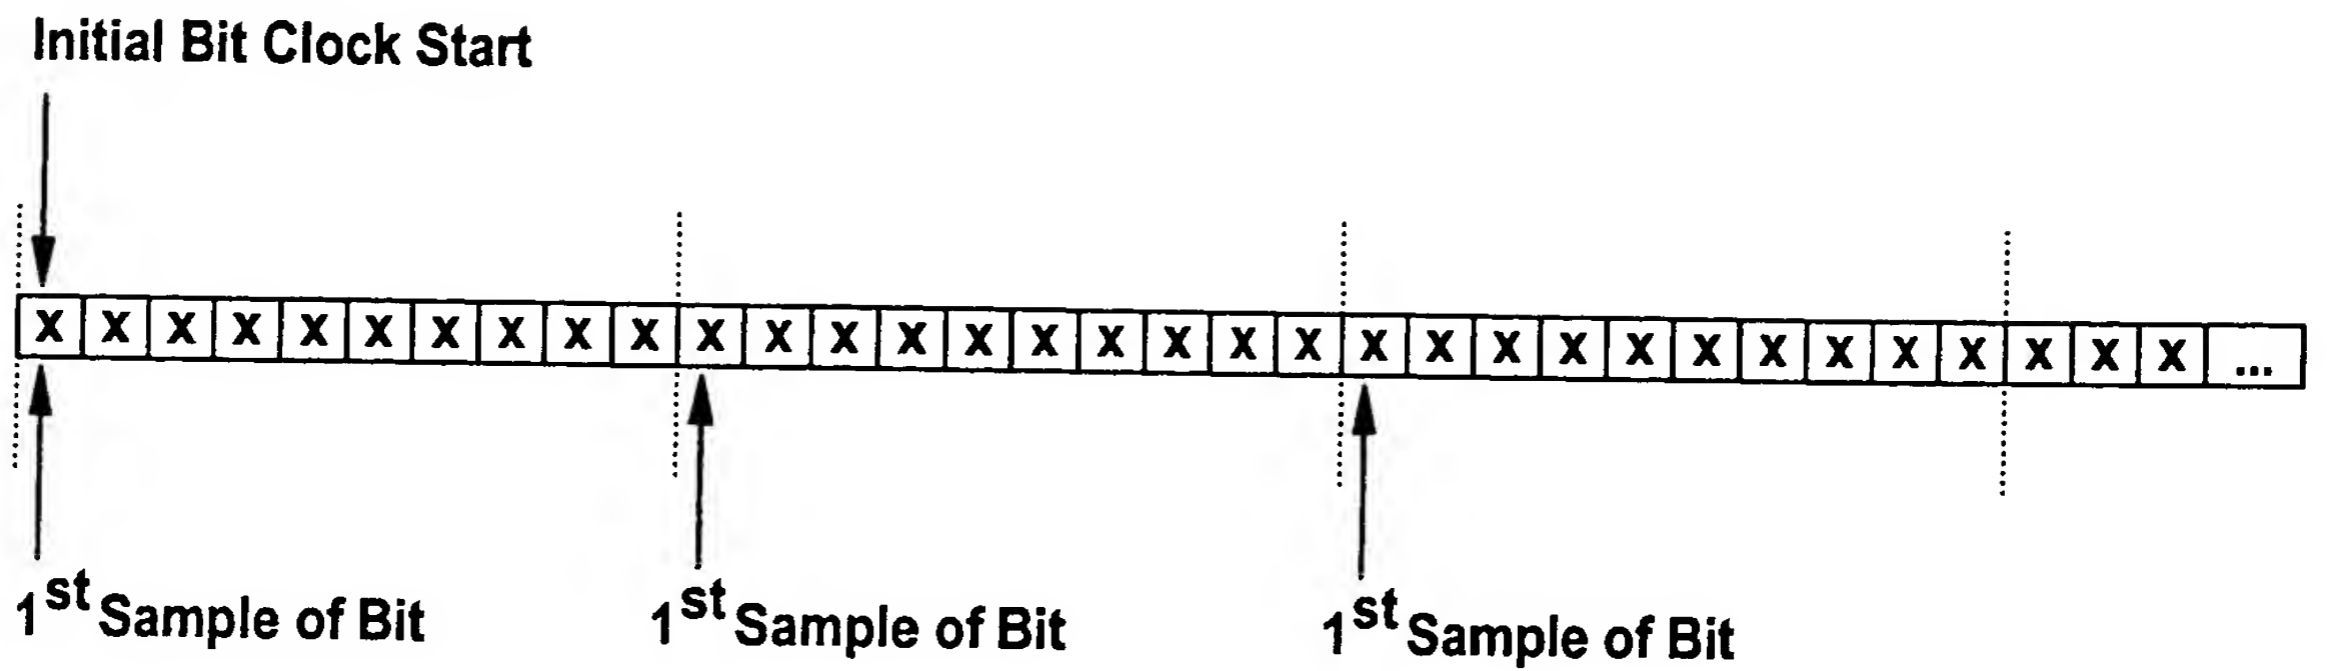 Initial Bit Clock Start
X X X X X X X X X X X X X X X X X X X X X X X X X X X X X X X X X ...
1st Sample of Bit 1st Sample of Bit 1st Sample of Bit